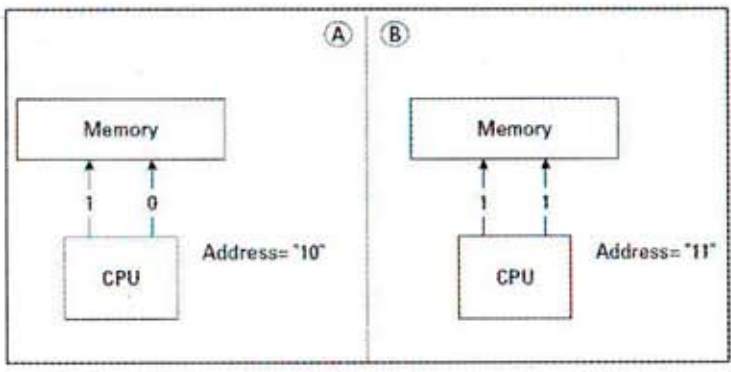 A
B
Memory
1 0
CPU
Address= "10"
Memory
1 1
CPU
Address= "11"